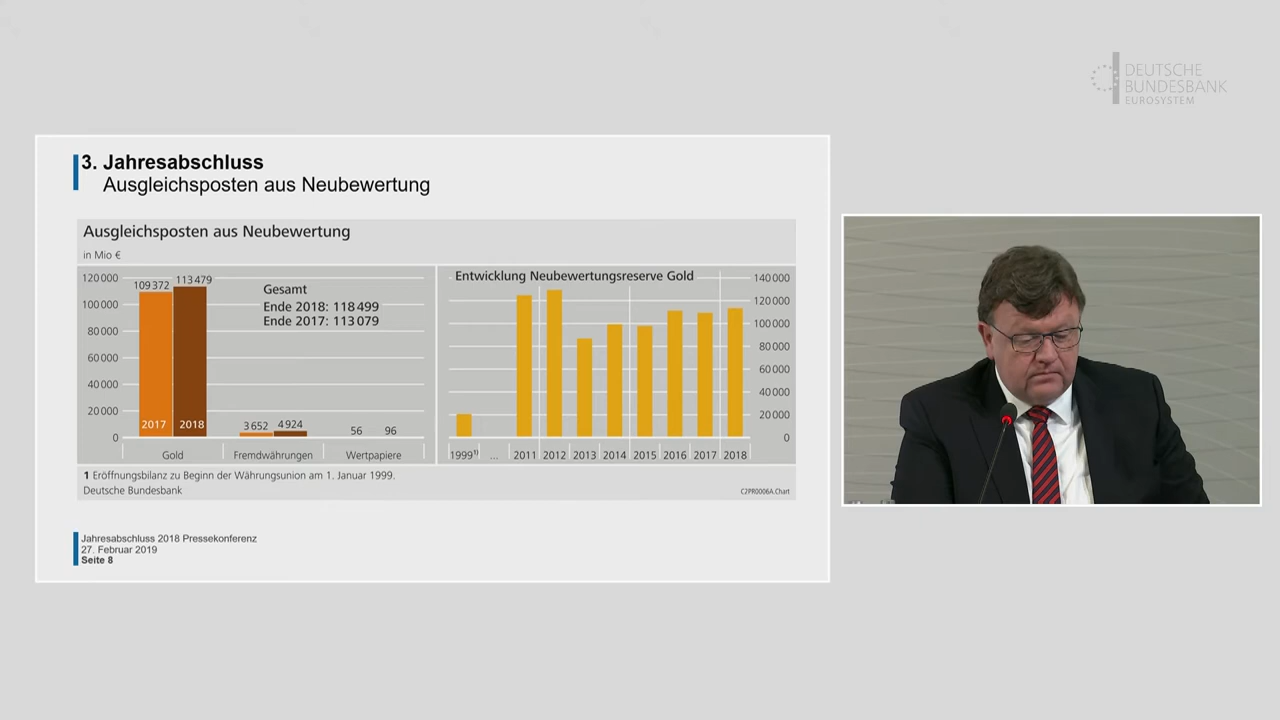 DEUTSCHE
BUNDESBANK
EUROSYSTEM
3. Jahresabschluss
Ausgleichsposten aus Neubewertung
Ausgleichsposten aus Neubewertung
in Mio €
120 000
100 000
80 000
60 000
40 000
20 000
0
109 372
113 479
2017
2018
Gesamt
Ende 2018: 118 499
Ende 2017: 113 079
3 652
4 924
56
96
Gold
Fremdwährungen
Wertpapiere
Entwicklung Neubewertungsreserve Gold
140 000
120 000
100 000
80 000
60 000
40 000
20 000
0
1999¹⁾ ... 2011 2012 2013 2014 2015 2016 2017 2018
1 Eröffnungsbilanz zu Beginn der Währungsunion am 1. Januar 1999.
Deutsche Bundesbank
C2PR0006A.Chart
Jahresabschluss 2018 Pressekonferenz
27. Februar 2019
Seite 8